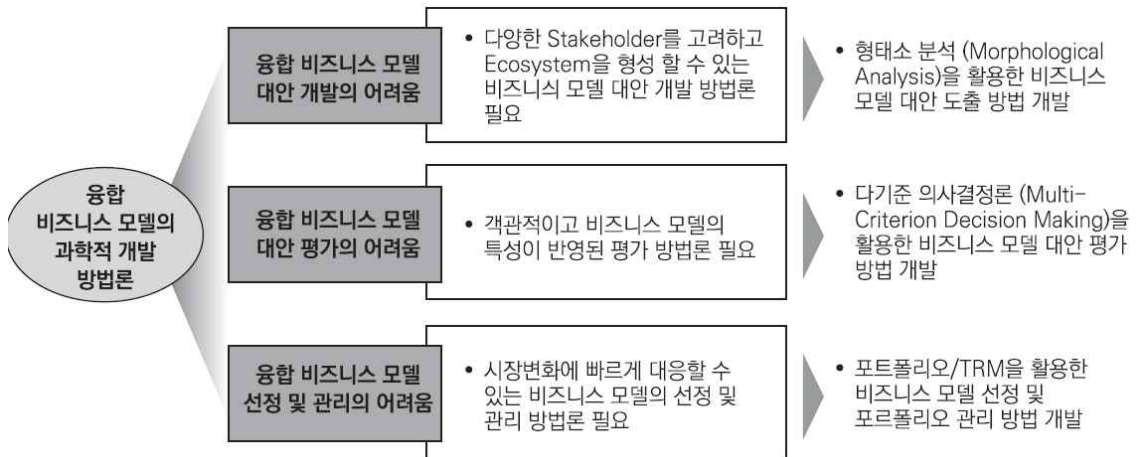 융합
비즈니스 모델의
과학적 개발
방법론
융합 비즈니스 모델
대안 개발의 어려움
• 다양한 Stakeholder를 고려하고
Ecosystem을 형성 할 수 있는
비즈니싀 모델 대안 개발 방법론
필요
• 형태소 분석 (Morphological
Analysis)을 활용한 비즈니스
모델 대안 도출 방법 개발
융합 비즈니스 모델
대안 평가의 어려움
• 객관적이고 비즈니스 모델의
특성이 반영된 평가 방법론 필요
• 다기준 의사결정론 (Multi-
Criterion Decision Making)을
활용한 비즈니스 모델 대안 평가
방법 개발
융합 비즈니스 모델
선정 및 관리의 어려움
• 시장변화에 빠르게 대응할 수
있는 비즈니스 모델의 선정 및
관리 방법론 필요
• 포트폴리오/TRM을 활용한
비즈니스 모델 선정 및
포르폴리오 관리 방법 개발